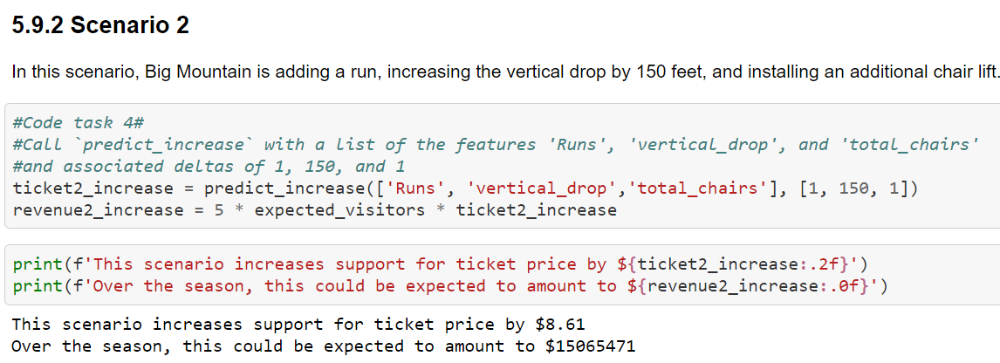 5.9.2 Scenario 2
In this scenario, Big Mountain is adding a run, increasing the vertical drop by 150 feet, and installing an additional chair lift.
#Code task 4#
#Call `predict_increase` with a list of the features 'Runs', 'vertical_drop', and 'total_chairs'
#and associated deltas of 1, 150, and 1
ticket2_increase = predict_increase(['Runs', 'vertical_drop','total_chairs'], [1, 150, 1])
revenue2_increase = 5 * expected_visitors * ticket2_increase
print(f'This scenario increases support for ticket price by ${ticket2_increase:.2f}')
print(f'Over the season, this could be expected to amount to ${revenue2_increase:.0f}')
This scenario increases support for ticket price by $8.61
Over the season, this could be expected to amount to $15065471